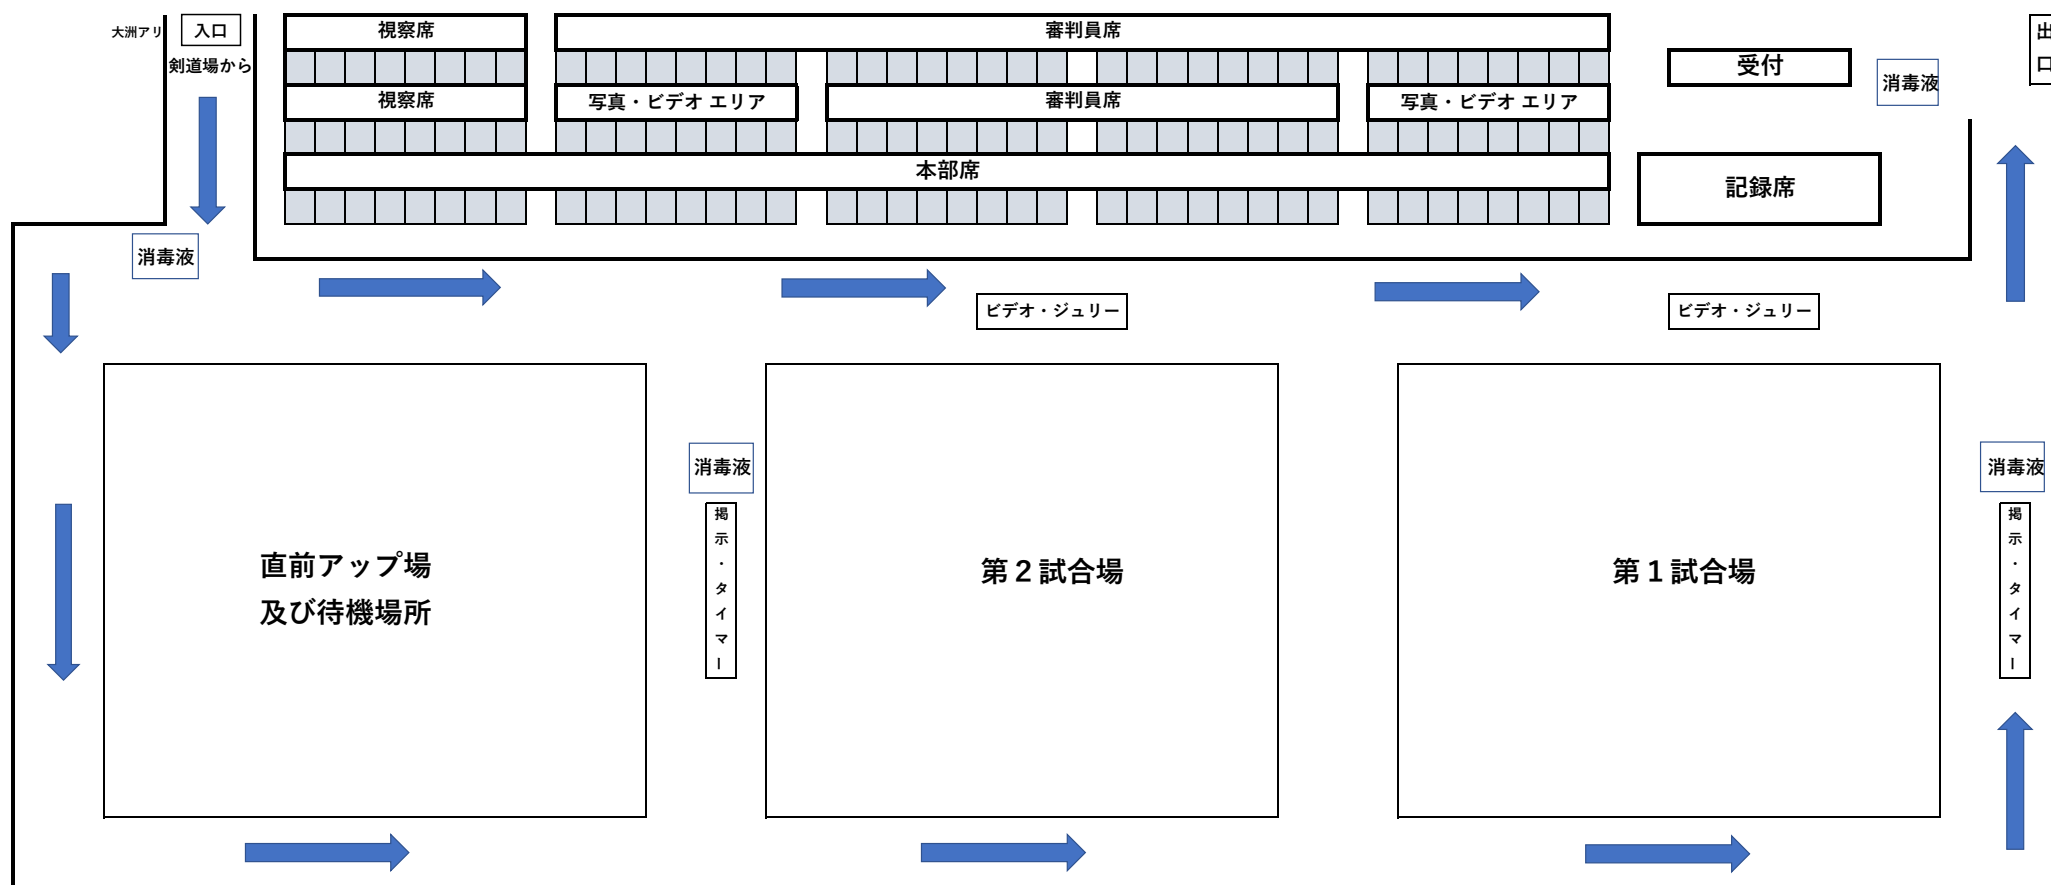 大洲アリ
入口
剣道場から
視察席
審判員席
受付
消毒液
出
口
視察席
写真・ビデオ エリア
審判員席
写真・ビデオ エリア
本部席
記録席
消毒液
ビデオ・ジュリー
ビデオ・ジュリー
消毒液
掲示・タイマー
消毒液
掲示・タイマー
直前アップ場
及び待機場所
第２試合場
第１試合場